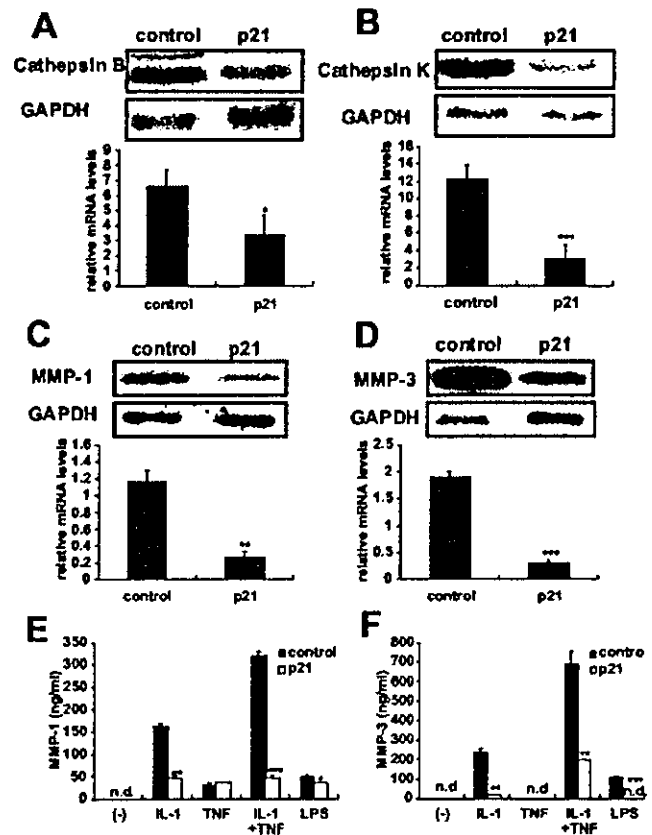 A
control p21
Cathepsin B
GAPDH
relative mRNA levels
9
8
7
6
5
4
3
2
1
0
*
control p21
B
control p21
Cathepsin K
GAPDH
relative mRNA levels
16
14
12
10
8
6
4
2
0
***
control p21
C
control p21
MMP-1
GAPDH
relative mRNA levels
1.6
1.4
1.2
1
0.8
0.6
0.4
0.2
0
**
control p21
D
control p21
MMP-3
GAPDH
relative mRNA levels
2.5
2
1.5
1
0.5
0
***
control p21
E
MMP-1 (ng/ml)
350
300
250
200
150
100
50
0
control
p21
n.d
(-) IL-1 TNF IL-1 +TNF LPS
F
MMP-3 (ng/ml)
800
700
600
500
400
300
200
100
0
contro
p21
n.d
**
n.d
**
n.d
(-) IL-1 TNF IL-1 +TNF LPS